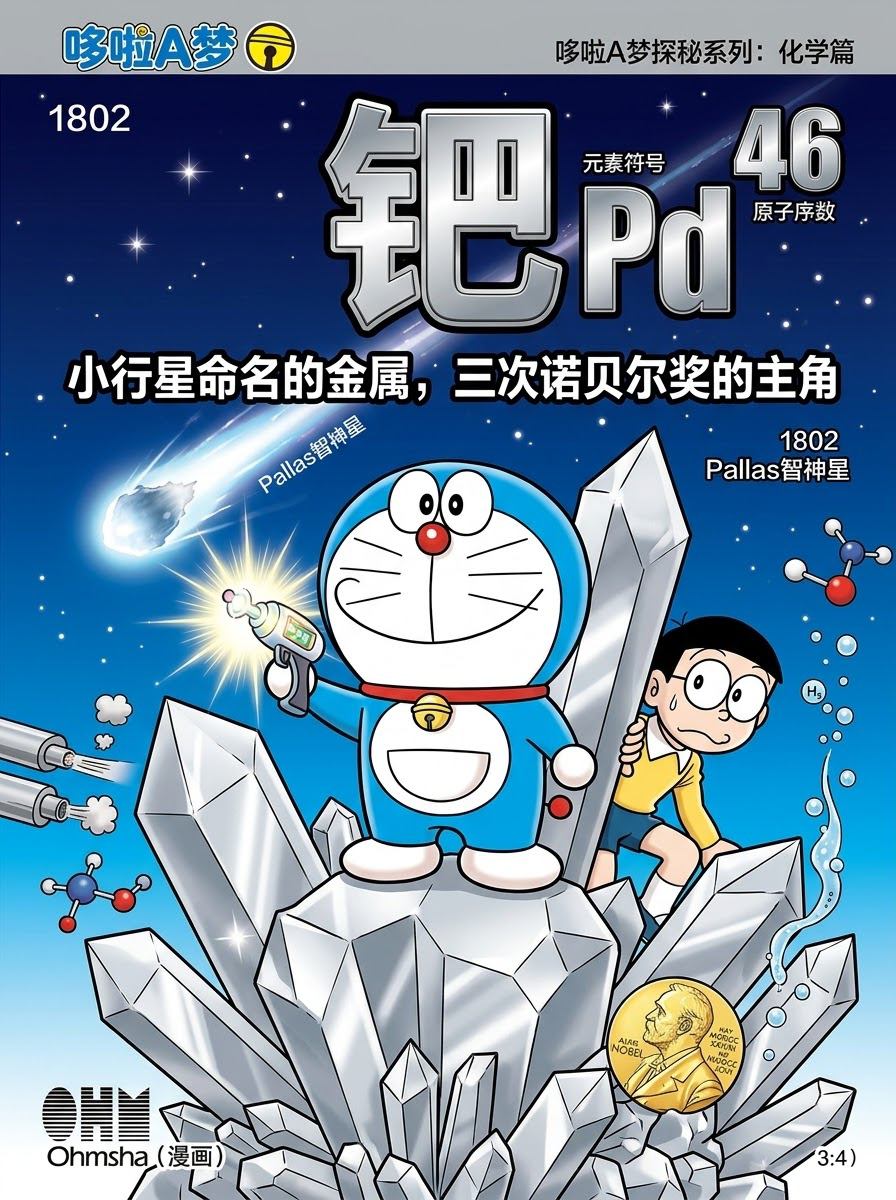 哆啦A梦
哆啦A梦探秘系列：化学篇
1802
钯
元素符号
Pd
46
原子序数
小行星命名的金属，三次诺贝尔奖的主角
Pallas智神星
1802
Pallas智神星
NOBEL
OHM
Ohmsha（漫画）
3:4）